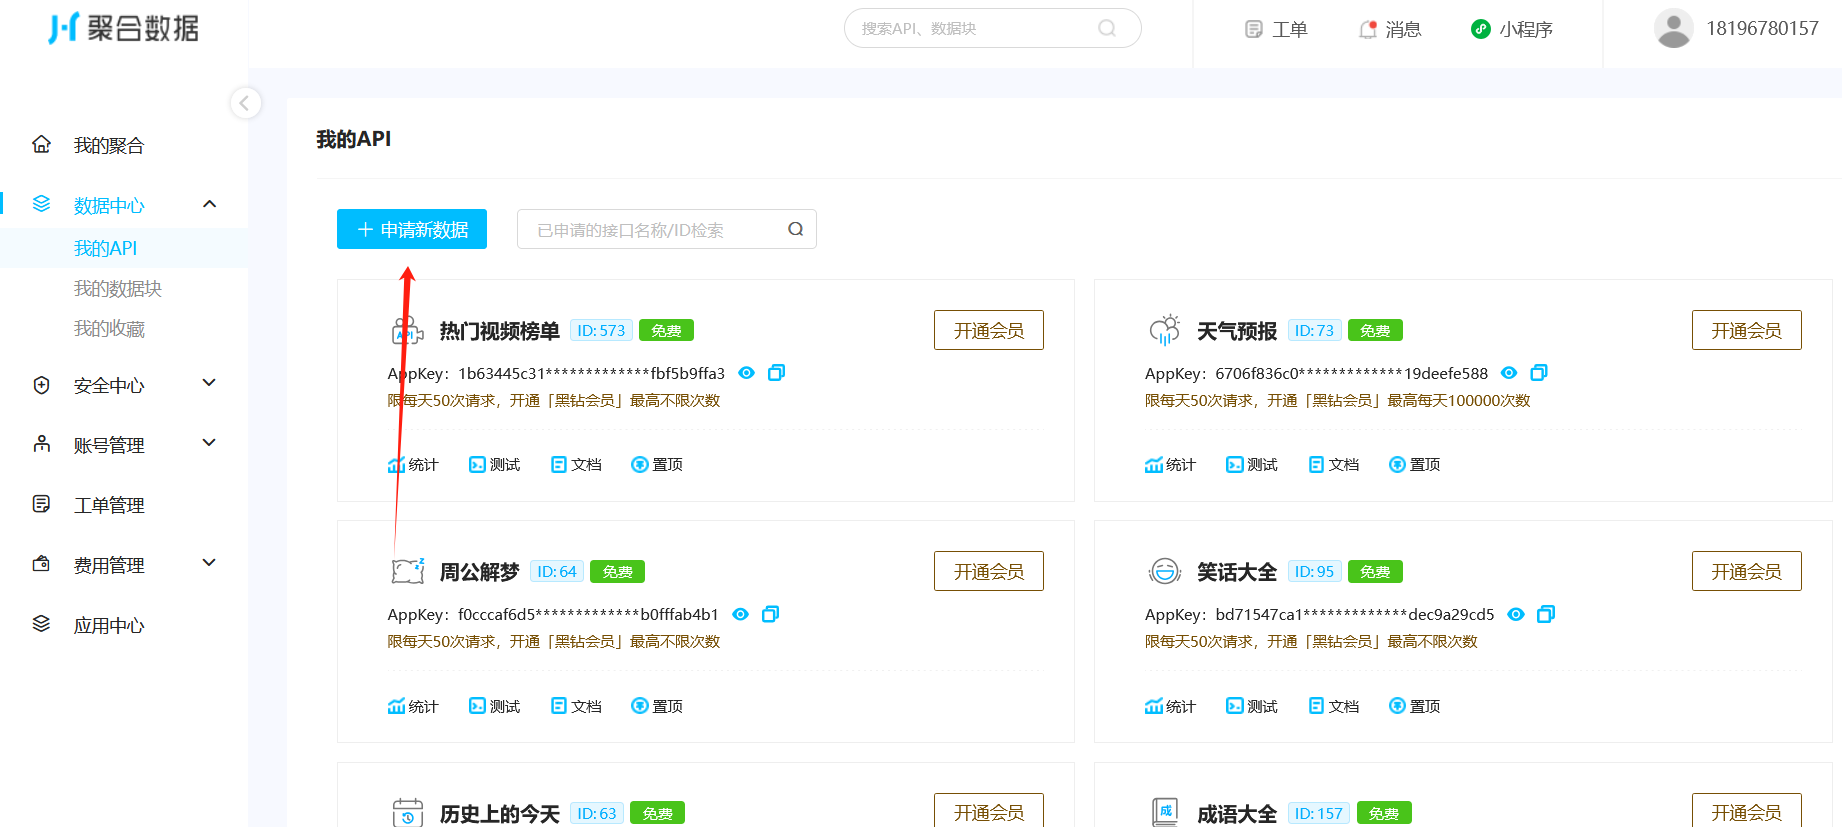 聚合数据
搜索API、数据块
工单
消息
小程序
18196780157
我的聚合
数据中心
我的API
我的数据块
我的收藏
安全中心
账号管理
工单管理
费用管理
应用中心
我的API
申请新数据
已申请的接口名称/ID检索
API
热门视频榜单 ID:573 免费
开通会员
AppKey：1b63445c31*************fbf5b9ffa3
限每天50次请求，开通「黑钻会员」最高不限次数
统计 测试 文档 置顶
天气预报 ID:73 免费
开通会员
AppKey：6706f836c0*************19deefe588
限每天50次请求，开通「黑钻会员」最高每天100000次数
统计 测试 文档 置顶
周公解梦 ID:64 免费
开通会员
AppKey：f0cccaf6d5*************b0fffab4b1
限每天50次请求，开通「黑钻会员」最高不限次数
统计 测试 文档 置顶
笑话大全 ID:95 免费
开通会员
AppKey：bd71547ca1*************dec9a29cd5
限每天50次请求，开通「黑钻会员」最高不限次数
统计 测试 文档 置顶
历史上的今天 ID:63 免费
开通会员
成
成语大全 ID:157 免费
开通会员